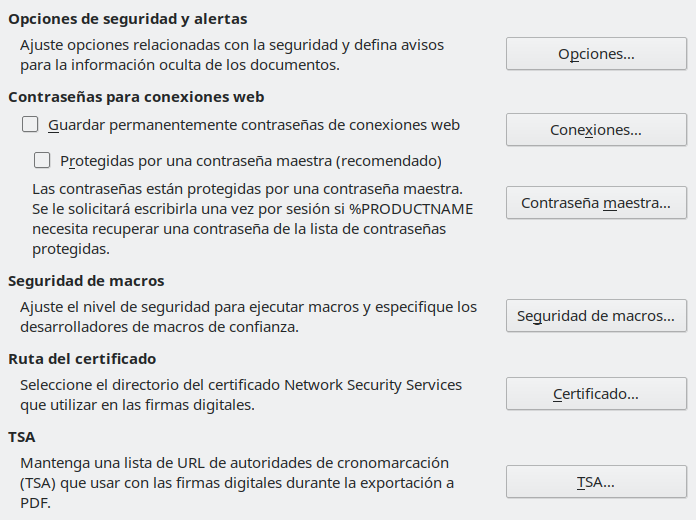 Opciones de seguridad y alertas
Ajuste opciones relacionadas con la seguridad y defina avisos
para la información oculta de los documentos.
Opciones...
Contraseñas para conexiones web
Guardar permanentemente contraseñas de conexiones web
Conexiones...
Protegidas por una contraseña maestra (recomendado)
Las contraseñas están protegidas por una contraseña maestra.
Se le solicitará escribirla una vez por sesión si %PRODUCTNAME
necesita recuperar una contraseña de la lista de contraseñas
protegidas.
Contraseña maestra...
Seguridad de macros
Ajuste el nivel de seguridad para ejecutar macros y especifique los
desarrolladores de macros de confianza.
Seguridad de macros...
Ruta del certificado
Seleccione el directorio del certificado Network Security Services
que utilizar en las firmas digitales.
Certificado...
TSA
Mantenga una lista de URL de autoridades de cronomarcación
(TSA) que usar con las firmas digitales durante la exportación a
PDF.
TSA...